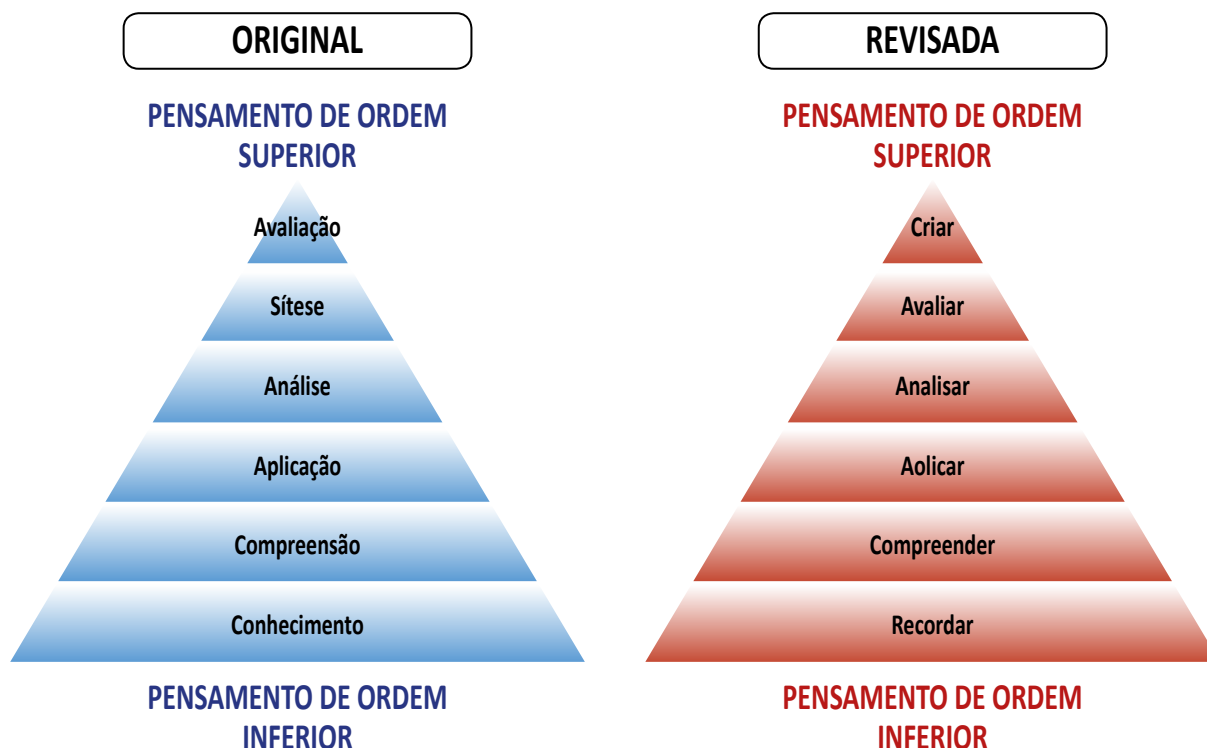 ORIGINAL
PENSAMENTO DE ORDEM
SUPERIOR
Avaliação
Sítese
Análise
Aplicação
Compreensão
Conhecimento
PENSAMENTO DE ORDEM
INFERIOR
REVISADA
PENSAMENTO DE ORDEM
SUPERIOR
Criar
Avaliar
Analisar
Aolicar
Compreender
Recordar
PENSAMENTO DE ORDEM
INFERIOR